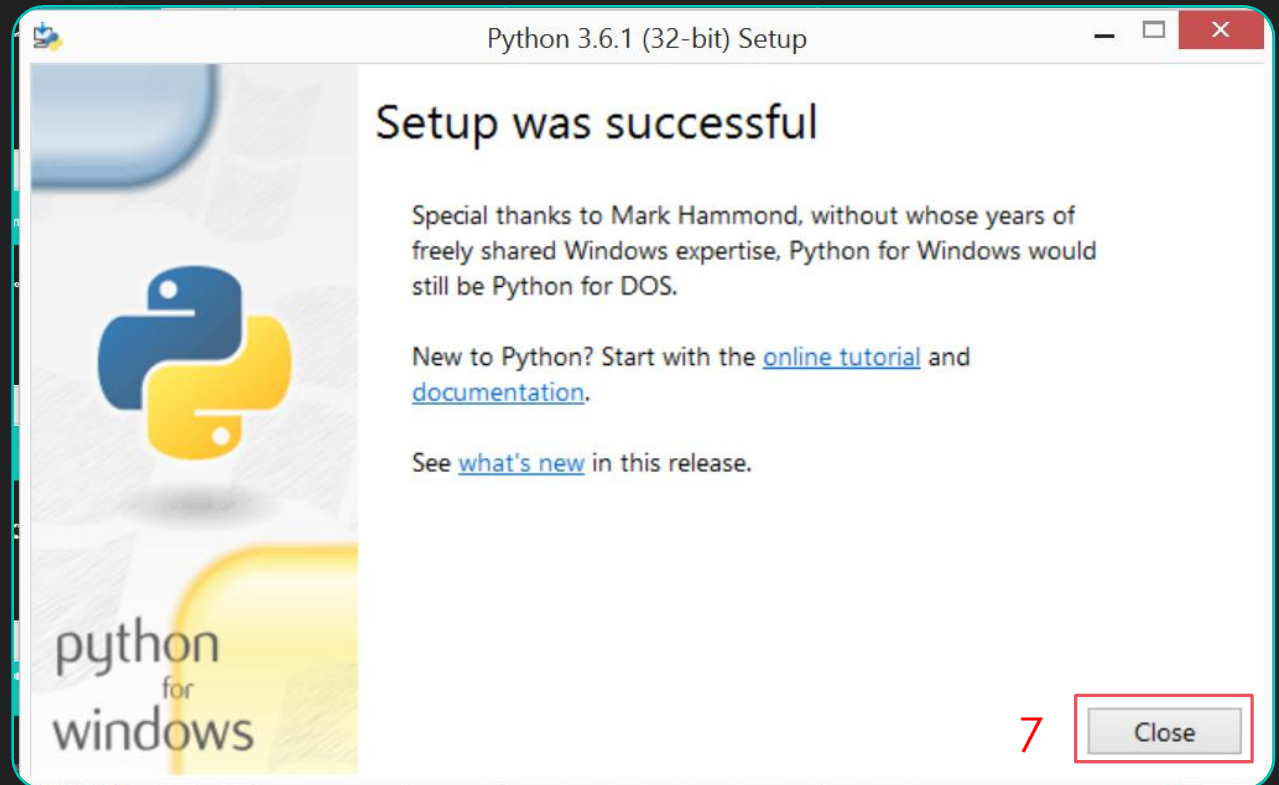 Python 3.6.1 (32-bit) Setup
Setup was successful
Special thanks to Mark Hammond, without whose years of
freely shared Windows expertise, Python for Windows would
still be Python for DOS.
New to Python? Start with the online tutorial and
documentation.
See what's new in this release.
python
for
windows
7
Close